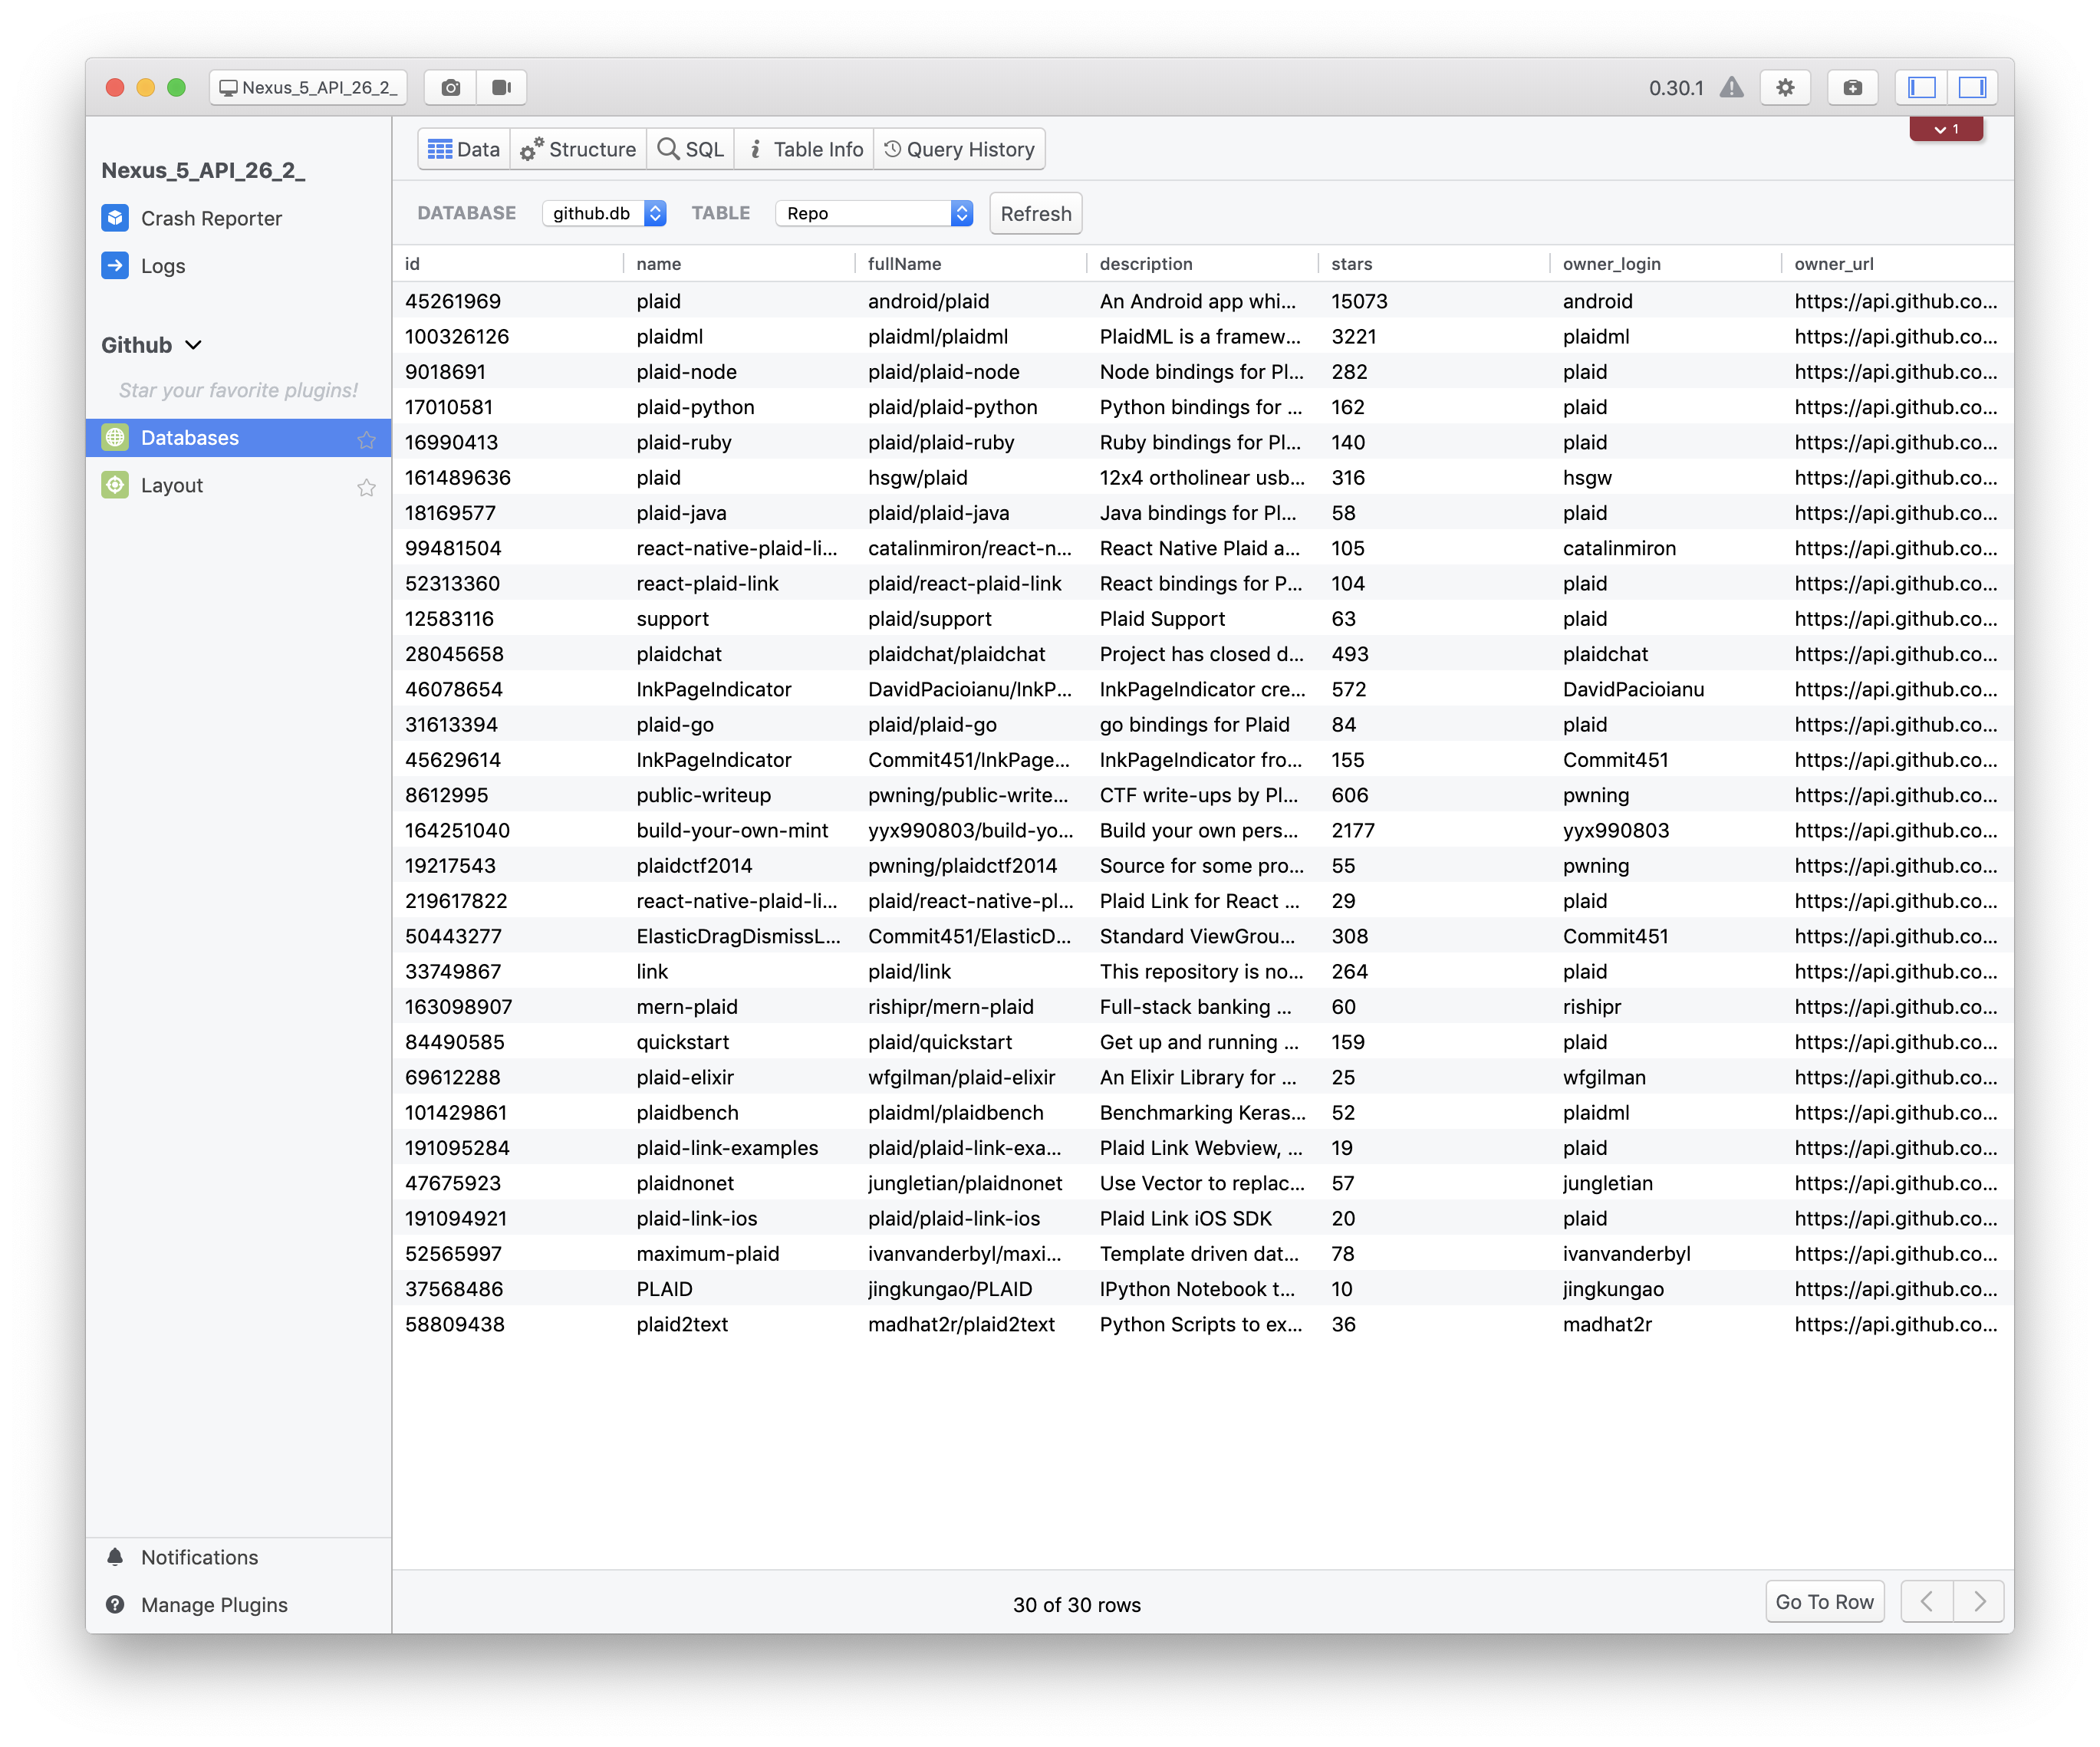 Nexus_5_API_26_2_ 0.30.1
Nexus_5_API_26_2_
Crash Reporter
Logs
Github
Star your favorite plugins!
Databases
Layout
Notifications
Manage Plugins
1
Data Structure SQL Table Info Query History
DATABASE github.db TABLE Repo Refresh
id name fullName description stars owner_login owner_url
45261969 plaid android/plaid An Android app whi... 15073 android https://api.github.co...
100326126 plaidml plaidml/plaidml PlaidML is a framew... 3221 plaidml https://api.github.co...
9018691 plaid-node plaid/plaid-node Node bindings for Pl... 282 plaid https://api.github.co...
17010581 plaid-python plaid/plaid-python Python bindings for ... 162 plaid https://api.github.co...
16990413 plaid-ruby plaid/plaid-ruby Ruby bindings for Pl... 140 plaid https://api.github.co...
161489636 plaid hsgw/plaid 12x4 ortholinear usb... 316 hsgw https://api.github.co...
18169577 plaid-java plaid/plaid-java Java bindings for Pl... 58 plaid https://api.github.co...
99481504 react-native-plaid-li... catalinmiron/react-n... React Native Plaid a... 105 catalinmiron https://api.github.co...
52313360 react-plaid-link plaid/react-plaid-link React bindings for P... 104 plaid https://api.github.co...
12583116 support plaid/support Plaid Support 63 plaid https://api.github.co...
28045658 plaidchat plaidchat/plaidchat Project has closed d... 493 plaidchat https://api.github.co...
46078654 InkPageIndicator DavidPacioianu/InkP... InkPageIndicator cre... 572 DavidPacioianu https://api.github.co...
31613394 plaid-go plaid/plaid-go go bindings for Plaid 84 plaid https://api.github.co...
45629614 InkPageIndicator Commit451/InkPage... InkPageIndicator fro... 155 Commit451 https://api.github.co...
8612995 public-writeup pwning/public-write... CTF write-ups by Pl... 606 pwning https://api.github.co...
164251040 build-your-own-mint yyx990803/build-yo... Build your own pers... 2177 yyx990803 https://api.github.co...
19217543 plaidctf2014 pwning/plaidctf2014 Source for some pro... 55 pwning https://api.github.co...
219617822 react-native-plaid-li... plaid/react-native-pl... Plaid Link for React ... 29 plaid https://api.github.co...
50443277 ElasticDragDismissL... Commit451/ElasticD... Standard ViewGrou... 308 Commit451 https://api.github.co...
33749867 link plaid/link This repository is no... 264 plaid https://api.github.co...
163098907 mern-plaid rishipr/mern-plaid Full-stack banking ... 60 rishipr https://api.github.co...
84490585 quickstart plaid/quickstart Get up and running ... 159 plaid https://api.github.co...
69612288 plaid-elixir wfgilman/plaid-elixir An Elixir Library for ... 25 wfgilman https://api.github.co...
101429861 plaidbench plaidml/plaidbench Benchmarking Keras... 52 plaidml https://api.github.co...
191095284 plaid-link-examples plaid/plaid-link-exa... Plaid Link Webview, ... 19 plaid https://api.github.co...
47675923 plaidnonet jungletian/plaidnonet Use Vector to replac... 57 jungletian https://api.github.co...
191094921 plaid-link-ios plaid/plaid-link-ios Plaid Link iOS SDK 20 plaid https://api.github.co...
52565997 maximum-plaid ivanvanderbyl/maxi... Template driven dat... 78 ivanvanderbyl https://api.github.co...
37568486 PLAID jingkungao/PLAID IPython Notebook t... 10 jingkungao https://api.github.co...
58809438 plaid2text madhat2r/plaid2text Python Scripts to ex... 36 madhat2r https://api.github.co...
30 of 30 rows Go To Row